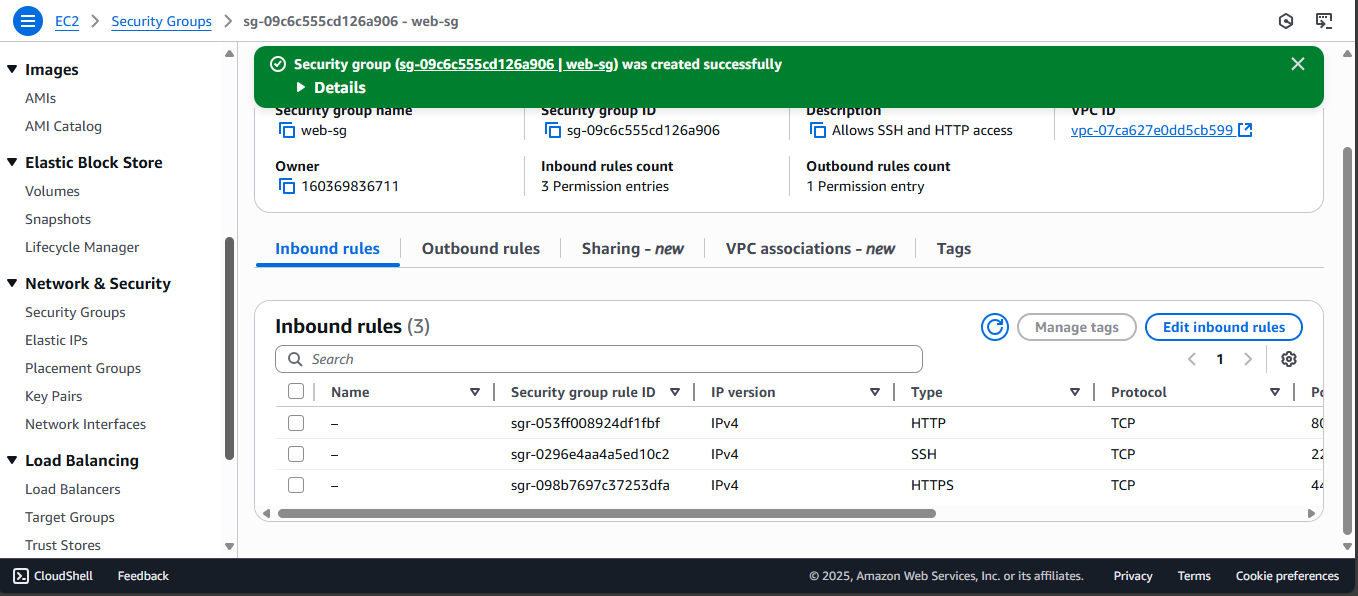 EC2 > Security Groups > sg-09c6c555cd126a906 - web-sg
Images
AMIs
AMI Catalog
Elastic Block Store
Volumes
Snapshots
Lifecycle Manager
Network & Security
Security Groups
Elastic IPs
Placement Groups
Key Pairs
Network Interfaces
Load Balancing
Load Balancers
Target Groups
Trust Stores
Security group (sg-09c6c555cd126a906 | web-sg) was created successfully
Details
Security group name
web-sg
Security group ID
sg-09c6c555cd126a906
Description
Allows SSH and HTTP access
VPC ID
vpc-07ca627e0dd5cb599
Owner
160369836711
Inbound rules count
3 Permission entries
Outbound rules count
1 Permission entry
Inbound rules Outbound rules Sharing - new VPC associations - new Tags
Inbound rules (3)
Manage tags Edit inbound rules
Search
1
Name Security group rule ID IP version Type Protocol
– sgr-053ff008924df1fbf IPv4 HTTP TCP 80
– sgr-0296e4aa4a5ed10c2 IPv4 SSH TCP 22
– sgr-098b7697c37253dfa IPv4 HTTPS TCP 44
CloudShell Feedback © 2025, Amazon Web Services, Inc. or its affiliates. Privacy Terms Cookie preferences